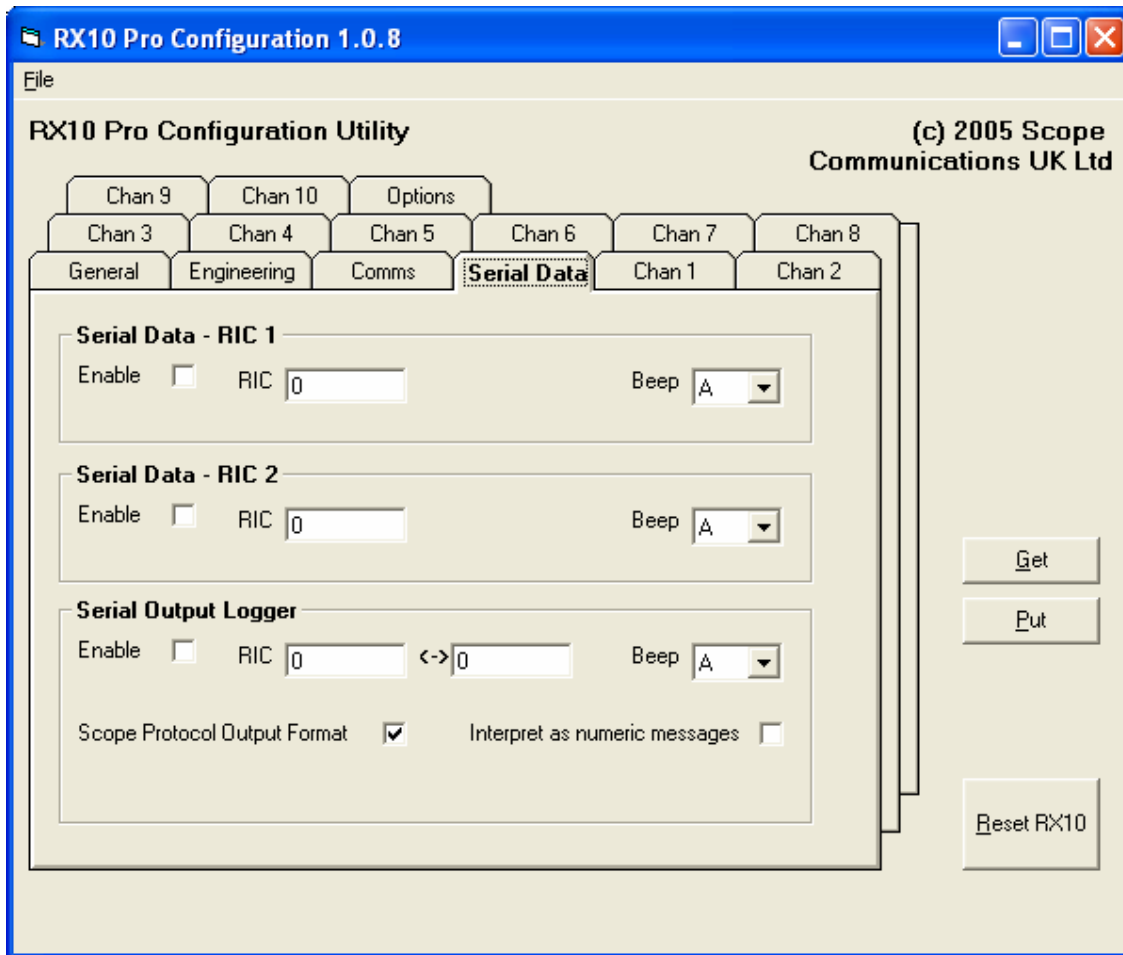 RX10 Pro Configuration 1.0.8
File
RX10 Pro Configuration Utility
(c) 2005 Scope
Communications UK Ltd
Chan 9 Chan 10 Options
Chan 3 Chan 4 Chan 5 Chan 6 Chan 7 Chan 8
General Engineering Comms Serial Data Chan 1 Chan 2
Serial Data - RIC 1
Enable RIC 0 Beep A
Serial Data - RIC 2
Enable RIC 0 Beep A
Serial Output Logger
Enable RIC 0 <-> 0 Beep A
Scope Protocol Output Format Interpret as numeric messages
Get
Put
Reset RX10